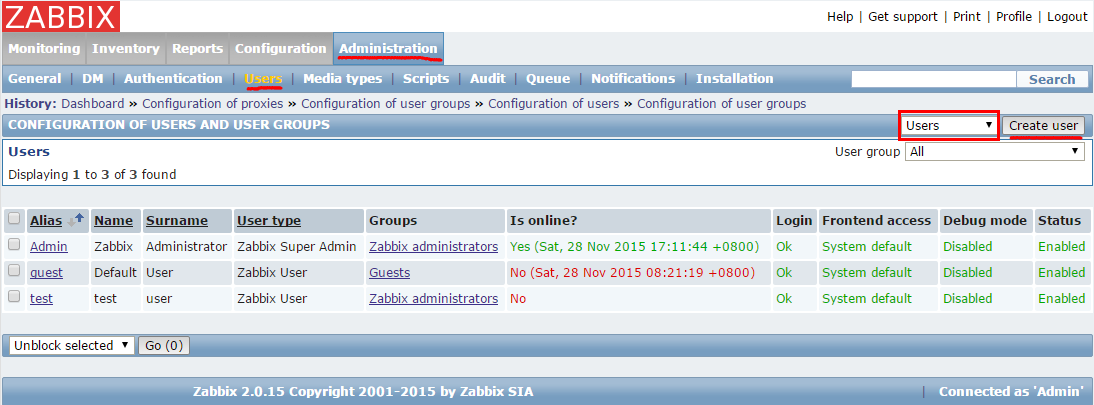 ZABBIX
Help | Get support | Print | Profile | Logout
Monitoring Inventory Reports Configuration Administration
General | DM | Authentication | Users | Media types | Scripts | Audit | Queue | Notifications | Installation Search
History: Dashboard » Configuration of proxies » Configuration of user groups » Configuration of users » Configuration of user groups
CONFIGURATION OF USERS AND USER GROUPS Users Create user
Users User group All
Displaying 1 to 3 of 3 found
Alias Name Surname User type Groups Is online? Login Frontend access Debug mode Status
Admin Zabbix Administrator Zabbix Super Admin Zabbix administrators Yes (Sat, 28 Nov 2015 17:11:44 +0800) Ok System default Disabled Enabled
guest Default User Zabbix User Guests No (Sat, 28 Nov 2015 08:21:19 +0800) Ok System default Disabled Enabled
test test user Zabbix User Zabbix administrators No Ok System default Disabled Enabled
Unblock selected Go (0)
Zabbix 2.0.15 Copyright 2001-2015 by Zabbix SIA | Connected as 'Admin'